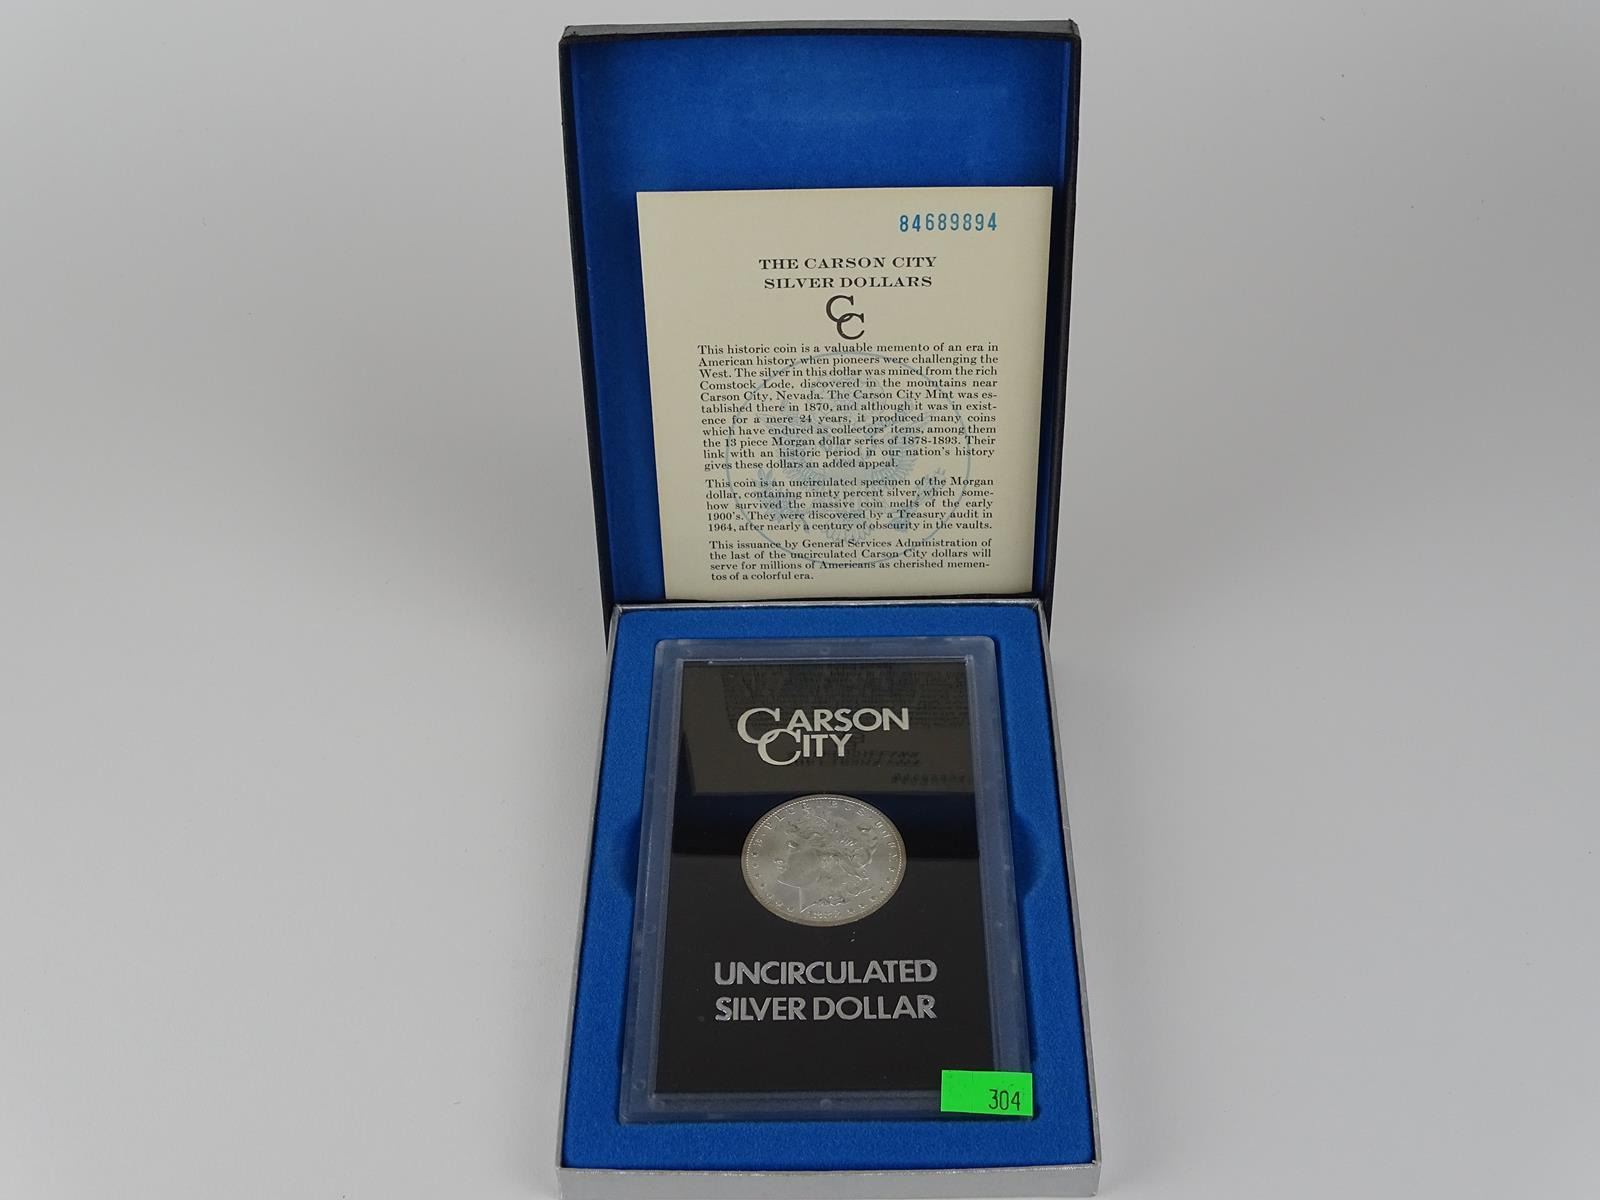 84689894
THE CARSON CITY
SILVER DOLLARS
CC
This historic coin is a valuable memento of an era in
American history when pioneers were challenging the
West. The silver in this dollar was mined from the rich
Comstock Lode, discovered in the mountains near
Carson City, Nevada. The Carson City Mint was es-
tablished there in 1870, and although it was in exist-
ence for a mere 24 years, it produced many coins
which have endured as collectors' items, among them
the 13 piece Morgan dollar series of 1878-1893. Their
link with an historic period in our nation's history
gives these dollars an added appeal.
This coin is an uncirculated specimen of the Morgan
dollar, containing ninety percent silver, which some-
how survived the massive coin melts of the early
1900's. They were discovered by a Treasury audit in
1964, after nearly a century of obscurity in the vaults.
This issuance by General Services Administration of
the last of the uncirculated Carson City dollars will
serve for millions of Americans as cherished memen-
tos of a colorful era.
CARSON
CITY
UNCIRCULATED
SILVER DOLLAR
304